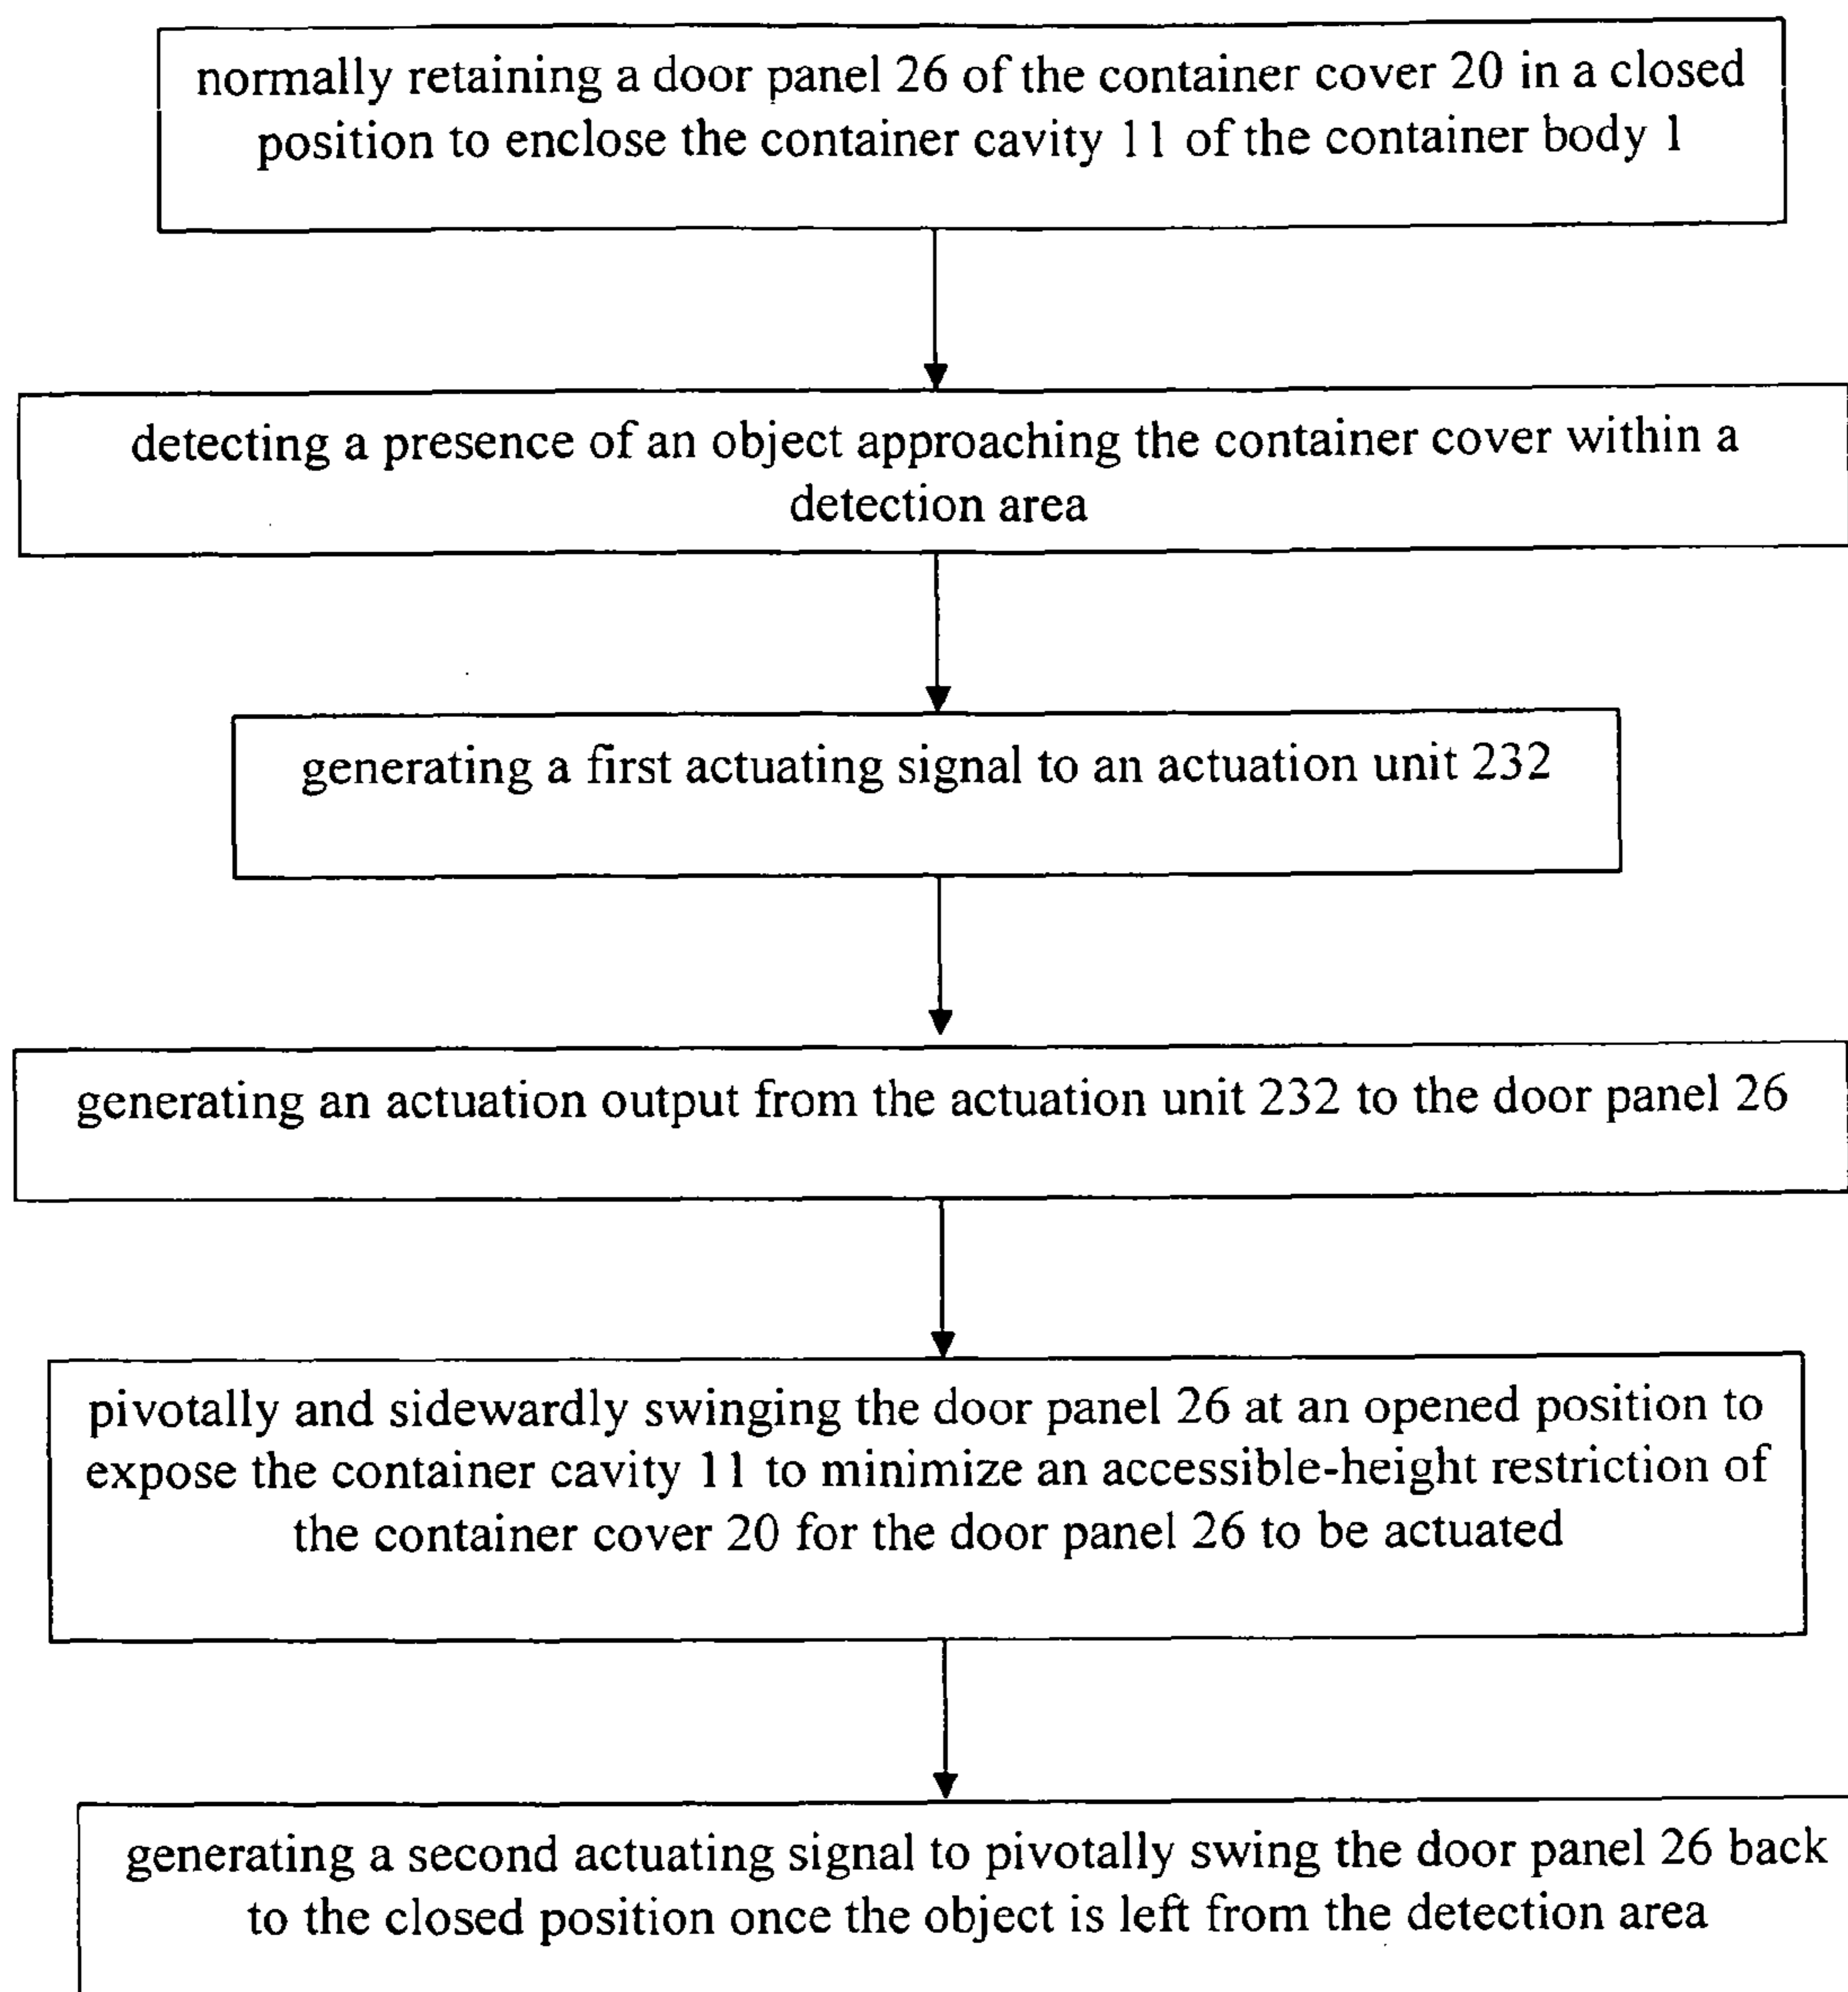 normally retaining a door panel 26 of the container cover 20 in a closed
position to enclose the container cavity 11 of the container body 1
detecting a presence of an object approaching the container cover within a
detection area
generating a first actuating signal to an actuation unit 232
generating an actuation output from the actuation unit 232 to the door panel 26
pivotally and sidewardly swinging the door panel 26 at an opened position to
expose the container cavity 11 to minimize an accessible-height restriction of
the container cover 20 for the door panel 26 to be actuated
generating a second actuating signal to pivotally swing the door panel 26 back
to the closed position once the object is left from the detection area